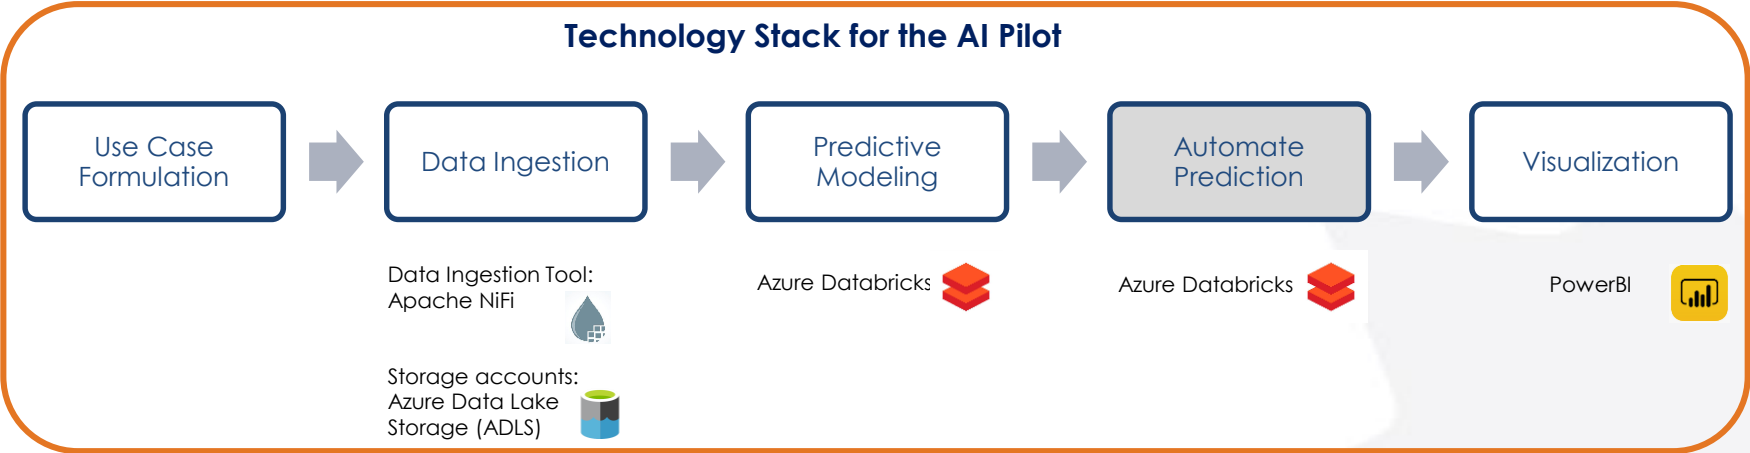 Technology Stack for the AI Pilot
Use Case
Formulation
Data Ingestion
Predictive
Modeling
Automate
Prediction
Visualization
Data Ingestion Tool:
Apache NiFi
Storage accounts:
Azure Data Lake
Storage (ADLS)
Azure Databricks
Azure Databricks
PowerBI